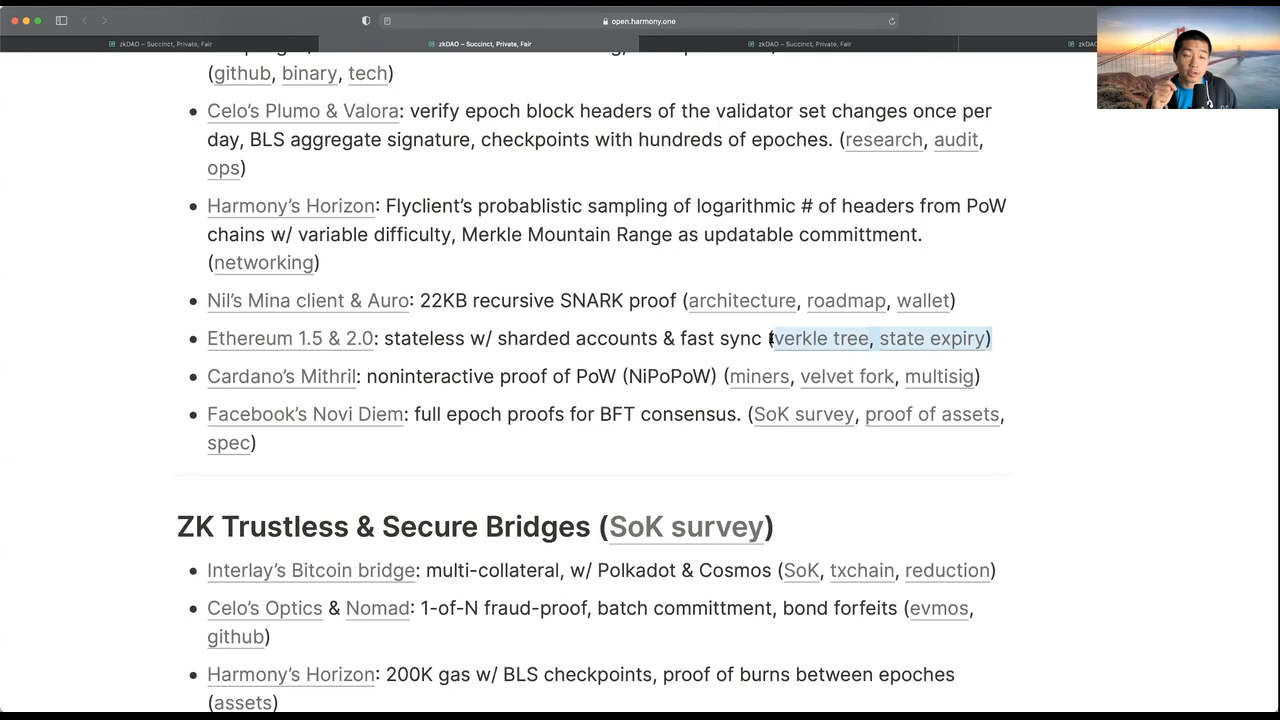 open.harmony.one
zkDAO – Succinct, Private, Fair
zkDAO – Succinct, Private, Fair
zkDAO – Succinct, Private, Fair
(github, binary, tech)
• Celo’s Plumo & Valora: verify epoch block headers of the validator set changes once per
day, BLS aggregate signature, checkpoints with hundreds of epoches. (research, audit,
ops)
• Harmony’s Horizon: Flyclient’s probablistic sampling of logarithmic # of headers from PoW
chains w/ variable difficulty, Merkle Mountain Range as updatable committment.
(networking)
• Nil’s Mina client & Auro: 22KB recursive SNARK proof (architecture, roadmap, wallet)
• Ethereum 1.5 & 2.0: stateless w/ sharded accounts & fast sync (verkle tree, state expiry)
• Cardano’s Mithril: noninteractive proof of PoW (NiPoPoW) (miners, velvet fork, multisig)
• Facebook’s Novi Diem: full epoch proofs for BFT consensus. (SoK survey, proof of assets,
spec)
ZK Trustless & Secure Bridges (SoK survey)
• Interlay’s Bitcoin bridge: multi-collateral, w/ Polkadot & Cosmos (SoK, txchain, reduction)
• Celo’s Optics & Nomad: 1-of-N fraud-proof, batch committment, bond forfeits (evmos,
github)
• Harmony’s Horizon: 200K gas w/ BLS checkpoints, proof of burns between epoches
(assets)